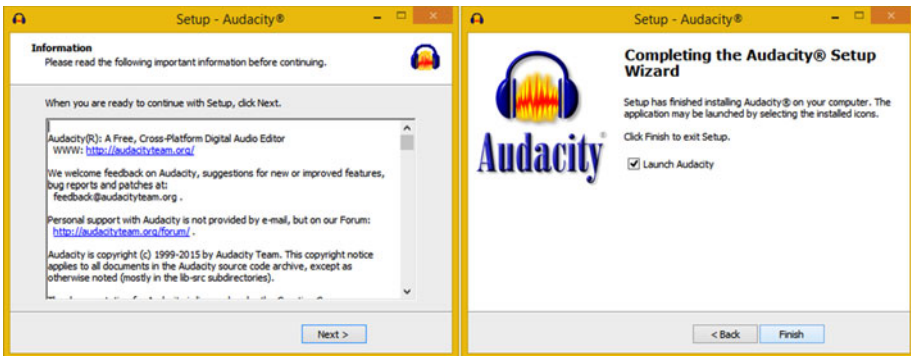 Setup - Audacity®
Information
Please read the following important information before continuing.
When you are ready to continue with Setup, click Next.
Audacity(R): A Free, Cross-Platform Digital Audio Editor
WWW: http://audacityteam.org/
We welcome feedback on Audacity, suggestions for new or improved features,
bug reports and patches at:
feedback@audacityteam.org .
Personal support with Audacity is not provided by e-mail, but on our Forum:
http://audacityteam.org/forum/ .
Audacity is copyright (c) 1999-2015 by Audacity Team. This copyright notice
applies to all documents in the Audacity source code archive, except as
otherwise noted (mostly in the lib-src subdirectories).
Next >
Setup - Audacity®
Audacity®
Completing the Audacity® Setup
Wizard
Setup has finished installing Audacity® on your computer. The
application may be launched by selecting the installed icons.
Click Finish to exit Setup.
Launch Audacity
< Back
Finish